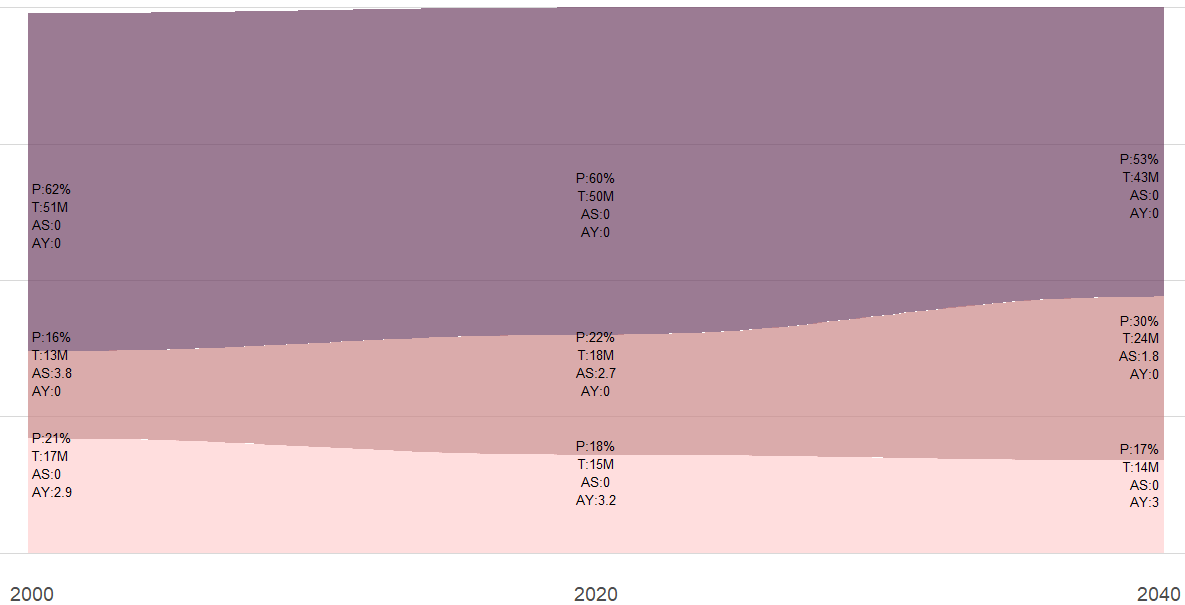 P:62%
T:51M
AS:0
AY:0
P:60%
T:50M
AS:0
AY:0
P:53%
T:43M
AS:0
AY:0
P:16%
T:13M
AS:3.8
AY:0
P:22%
T:18M
AS:2.7
AY:0
P:30%
T:24M
AS:1.8
AY:0
P:21%
T:17M
AS:0
AY:2.9
P:18%
T:15M
AS:0
AY:3.2
P:17%
T:14M
AS:0
AY:3
2000
2020
2040